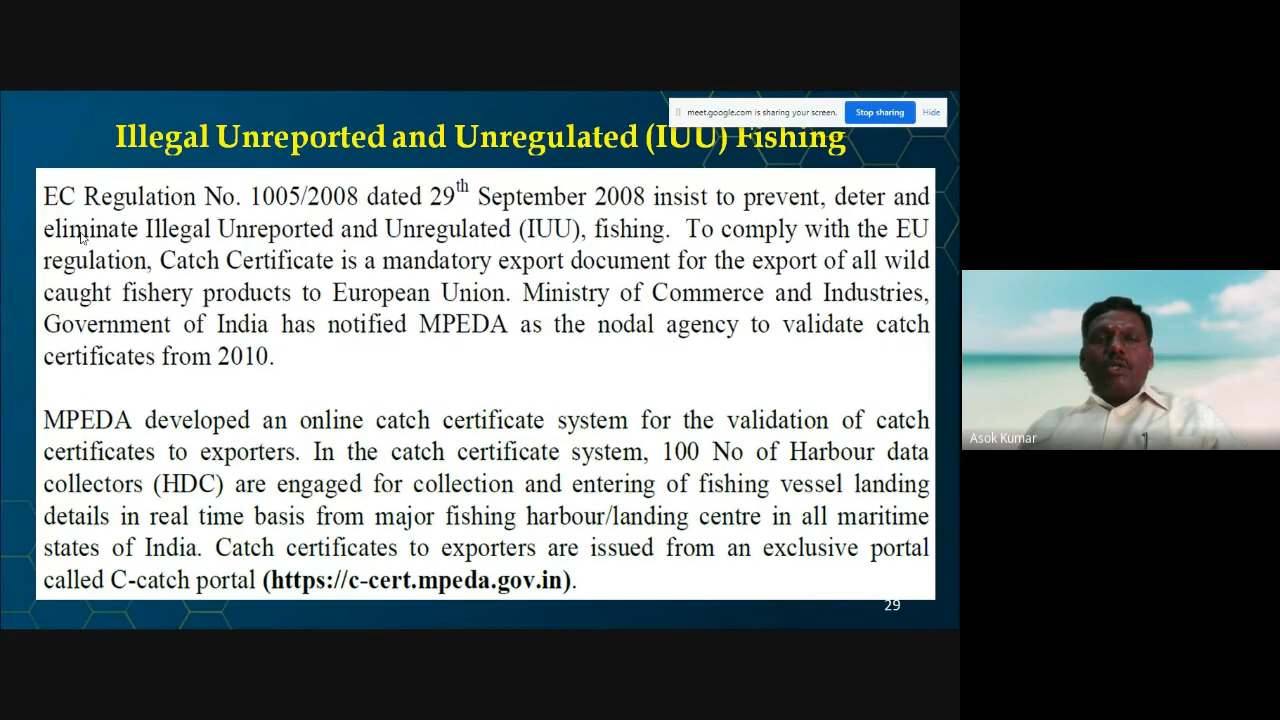 meet.google.com is sharing your screen.
Stop sharing
Hide
Illegal Unreported and Unregulated (IUU) Fishing
EC Regulation No. 1005/2008 dated 29th September 2008 insist to prevent, deter and
eliminate Illegal Unreported and Unregulated (IUU), fishing. To comply with the EU
regulation, Catch Certificate is a mandatory export document for the export of all wild
caught fishery products to European Union. Ministry of Commerce and Industries,
Government of India has notified MPEDA as the nodal agency to validate catch
certificates from 2010.
MPEDA developed an online catch certificate system for the validation of catch
certificates to exporters. In the catch certificate system, 100 No of Harbour data
collectors (HDC) are engaged for collection and entering of fishing vessel landing
details in real time basis from major fishing harbour/landing centre in all maritime
states of India. Catch certificates to exporters are issued from an exclusive portal
called C-catch portal (https://c-cert.mpeda.gov.in).
29
Asok Kumar